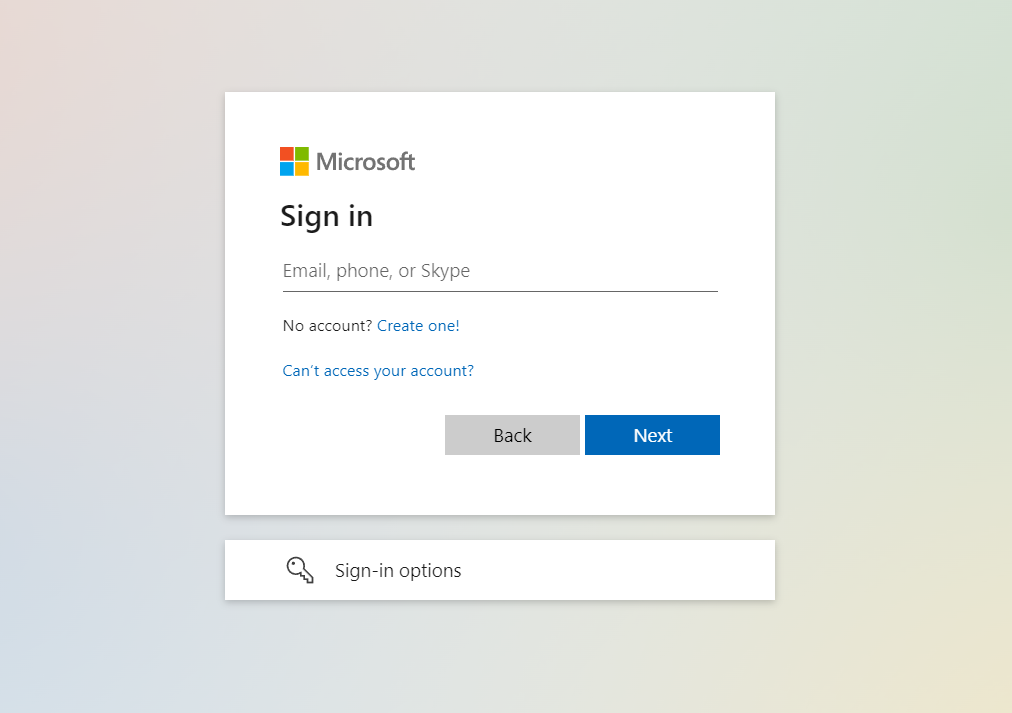 Microsoft
Sign in
Email, phone, or Skype
No account? Create one!
Can't access your account?
Back Next
Sign-in options